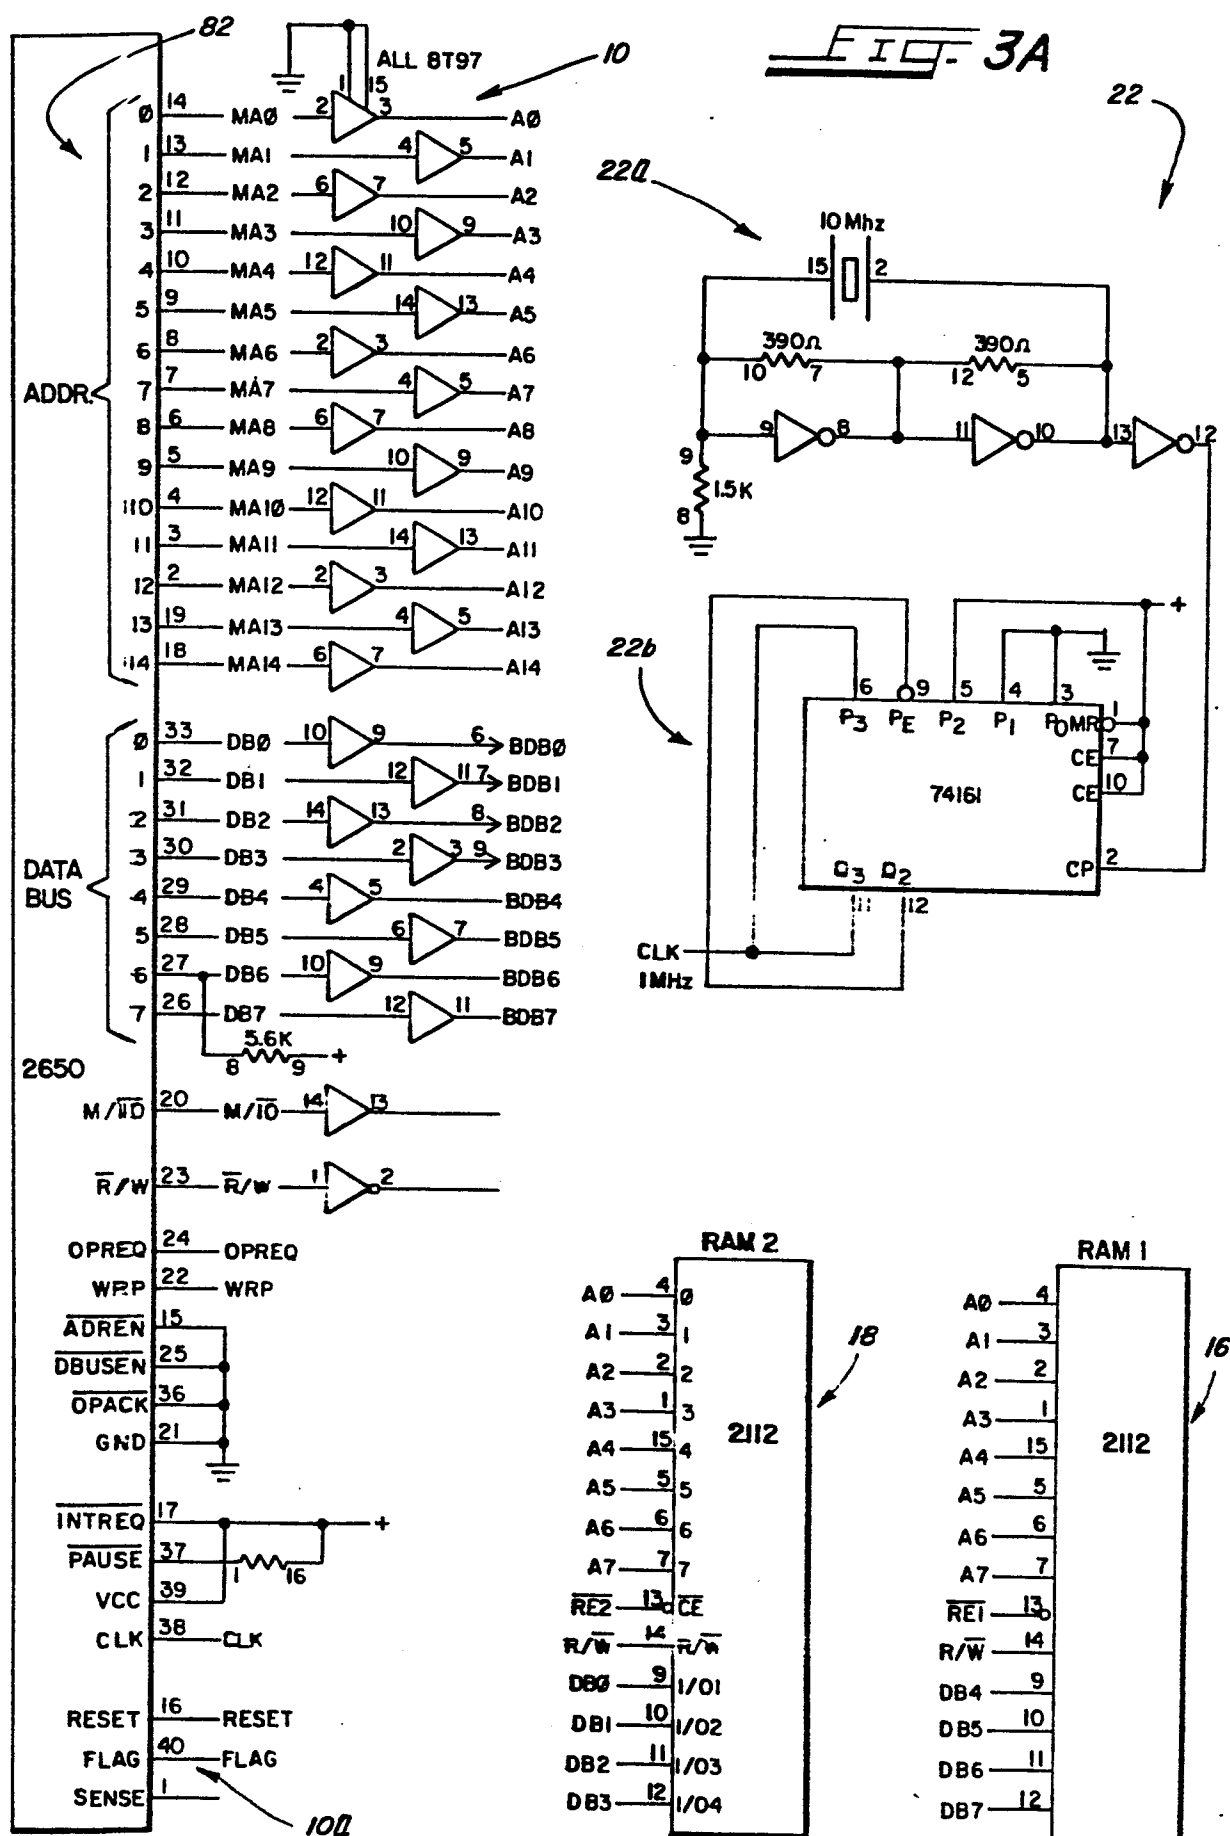 FIG. 3A
82
10
22
ALL 8T97
1 15
ADDR.
0 14 MA0 2 3 A0
1 13 MA1 4 5 A1
2 12 MA2 6 7 A2
3 11 MA3 10 9 A3
4 10 MA4 12 11 A4
5 9 MA5 14 13 A5
6 8 MA6 2 3 A6
7 7 MA7 4 5 A7
8 6 MA8 6 7 A8
9 5 MA9 10 9 A9
10 4 MA10 12 11 A10
11 3 MA11 14 13 A11
12 2 MA12 2 3 A12
13 19 MA13 4 5 A13
14 18 MA14 6 7 A14
DATA
BUS
0 33 DB0 10 9 6 BDB0
1 32 DB1 12 11 7 BDB1
2 31 DB2 14 13 8 BDB2
3 30 DB3 2 3 9 BDB3
4 29 DB4 4 5 BDB4
5 28 DB5 6 7 BDB5
6 27 DB6 10 9 BDB6
7 26 DB7 12 11 BDB7
5.6K
8 9 +
2650
M/I̅O̅ 20 M/I̅O̅ 14 13
R̅/W 23 R̅/W 1 2
OPREQ 24 OPREQ
WRP 22 WRP
A̅D̅R̅E̅N̅ 15
D̅B̅U̅S̅E̅N̅ 25
O̅P̅A̅C̅K̅ 36
GND 21
I̅N̅T̅R̅E̅Q̅ 17 +
P̅A̅U̅S̅E̅ 37 1 16
VCC 39
CLK 38 CLK
RESET 16 RESET
FLAG 40 FLAG
SENSE 1
10a
22a
10Mhz
15 2
390Ω 390Ω
10 7 12 5
9 8 11 10 13 12
9
1.5K
8
22b
+
6 9 5 4 3
P3 PE P2 P1 P0 MR 1
CE 7
CE 10
74161
CP 2
Q3 Q2
11 12
CLK
1MHz
RAM 2
A0 4 0
A1 3 1
A2 2 2
A3 1 3
A4 15 4
A5 5 5
A6 6 6
A7 7 7
R̅E̅2̅ 13 C̅E̅
R/W̅ 14 R/W̅
DB0 9 I/O1
DB1 10 I/O2
DB2 11 I/O3
DB3 12 I/O4
2112
18
RAM 1
A0 4
A1 3
A2 2
A3 1
A4 15
A5 5
A6 6
A7 7
R̅E̅1̅ 13
R/W̅ 14
DB4 9
DB5 10
DB6 11
DB7 12
2112
16